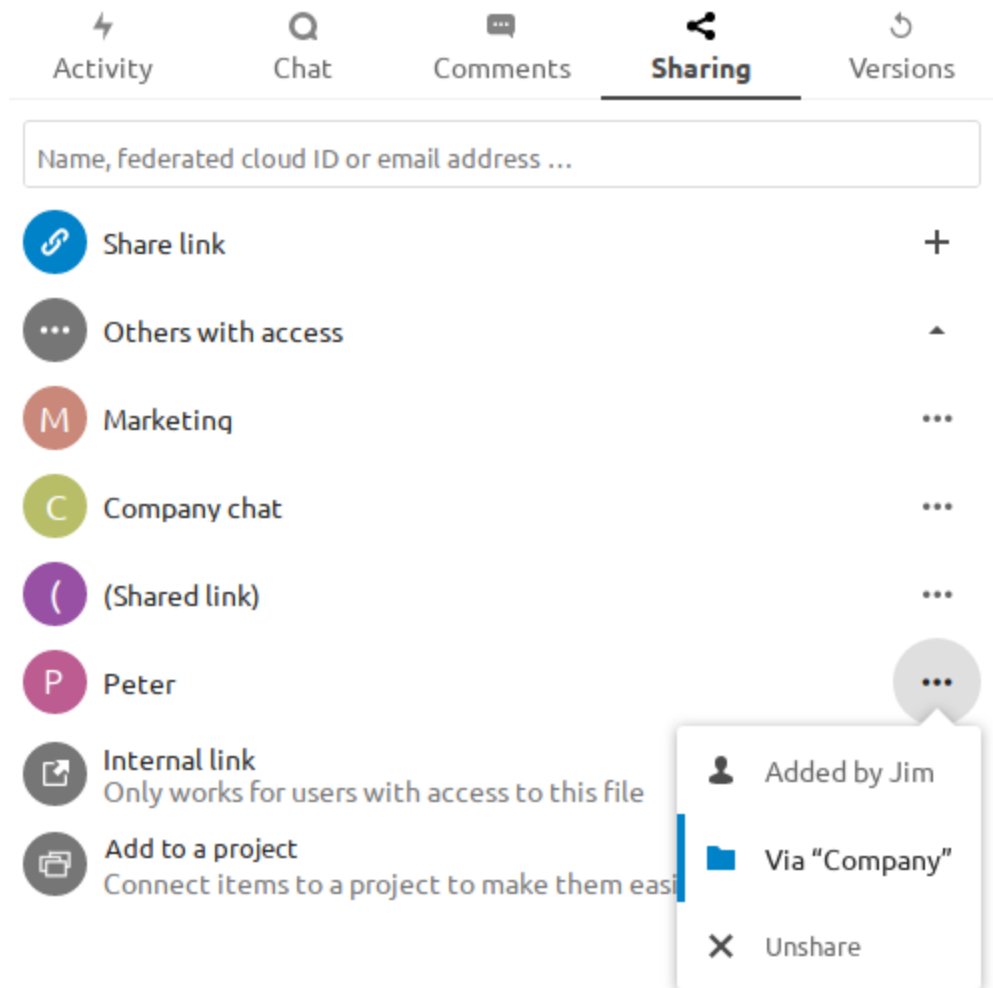 Activity
Chat
Comments
Sharing
Versions
Name, federated cloud ID or email address ...
Share link
Others with access
M
Marketing
C
Company chat
(
(Shared link)
P
Peter
Internal link
Only works for users with access to this file
Add to a project
Connect items to a project to make them easi
Added by Jim
Via “Company”
Unshare